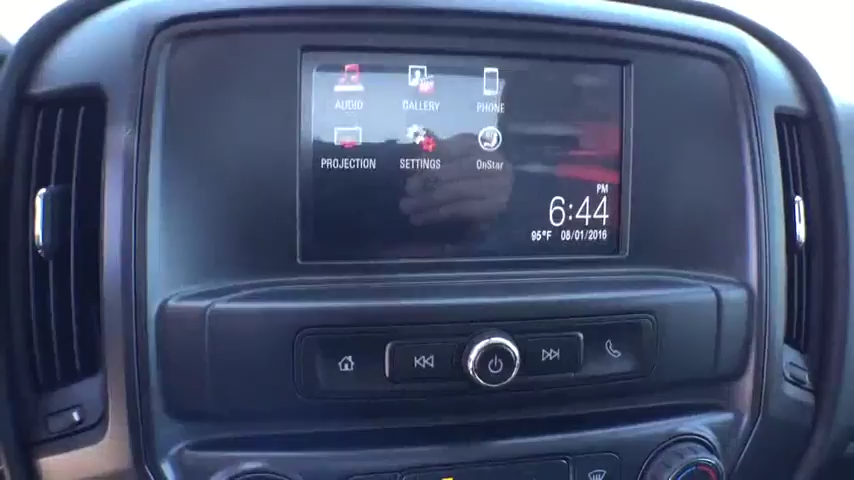 AUDIO GALLERY PHONE
PROJECTION SETTINGS OnStar
PM
6:44
95°F 08/01/2016